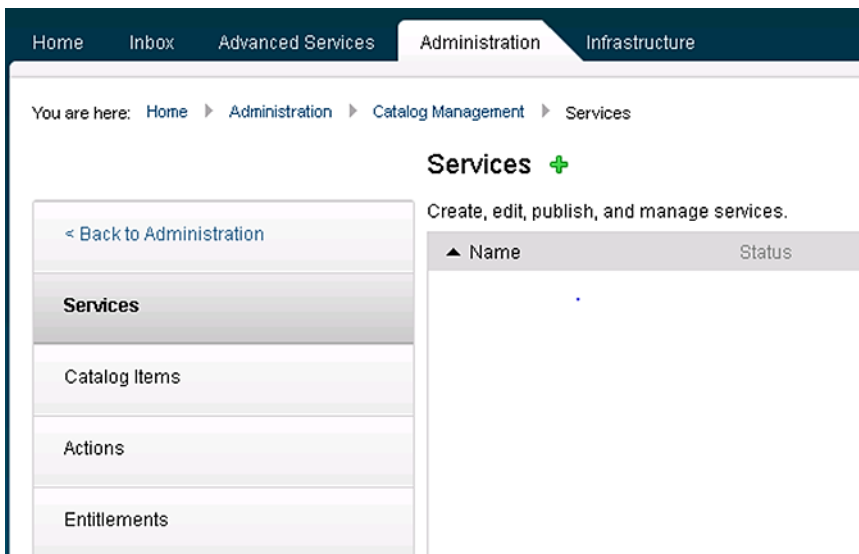 Home Inbox Advanced Services Administration Infrastructure
You are here: Home Administration Catalog Management Services
Services
Create, edit, publish, and manage services.
Name Status
< Back to Administration
Services
Catalog Items
Actions
Entitlements